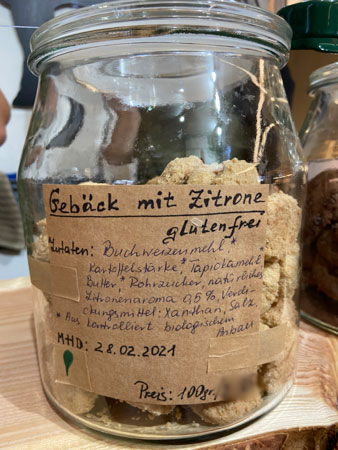 Gebäck mit Zitrone
glutenfrei
Zutaten: Buchweizenmehl,*
Kartoffelstärke,* Tapiokamehl*
Butter,* Rohrzucker, natürliches
Zitronenaroma 0,5%, Verdi-
ckungsmittel: Xanthan, Salz,
* Aus kontrolliert biologischem
Anbau
MHD: 28.02.2021
Preis: 100gr,